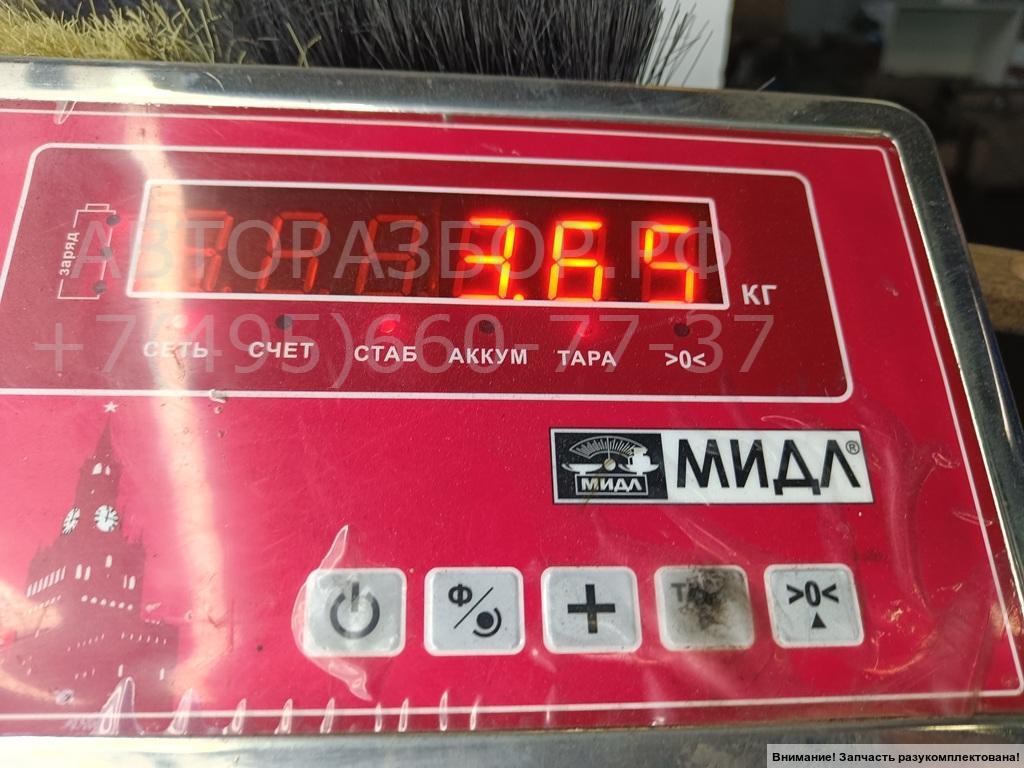 заряд
3.65
КГ
СЕТЬ СЧЕТ СТАБ АККУМ ТАРА >0<
АВТОРАЗБОР.РФ
+7(495)660-77-37
МИДЛ
МИДЛ®
Ф
>0<
Внимание! Запчасть разукомплектована!